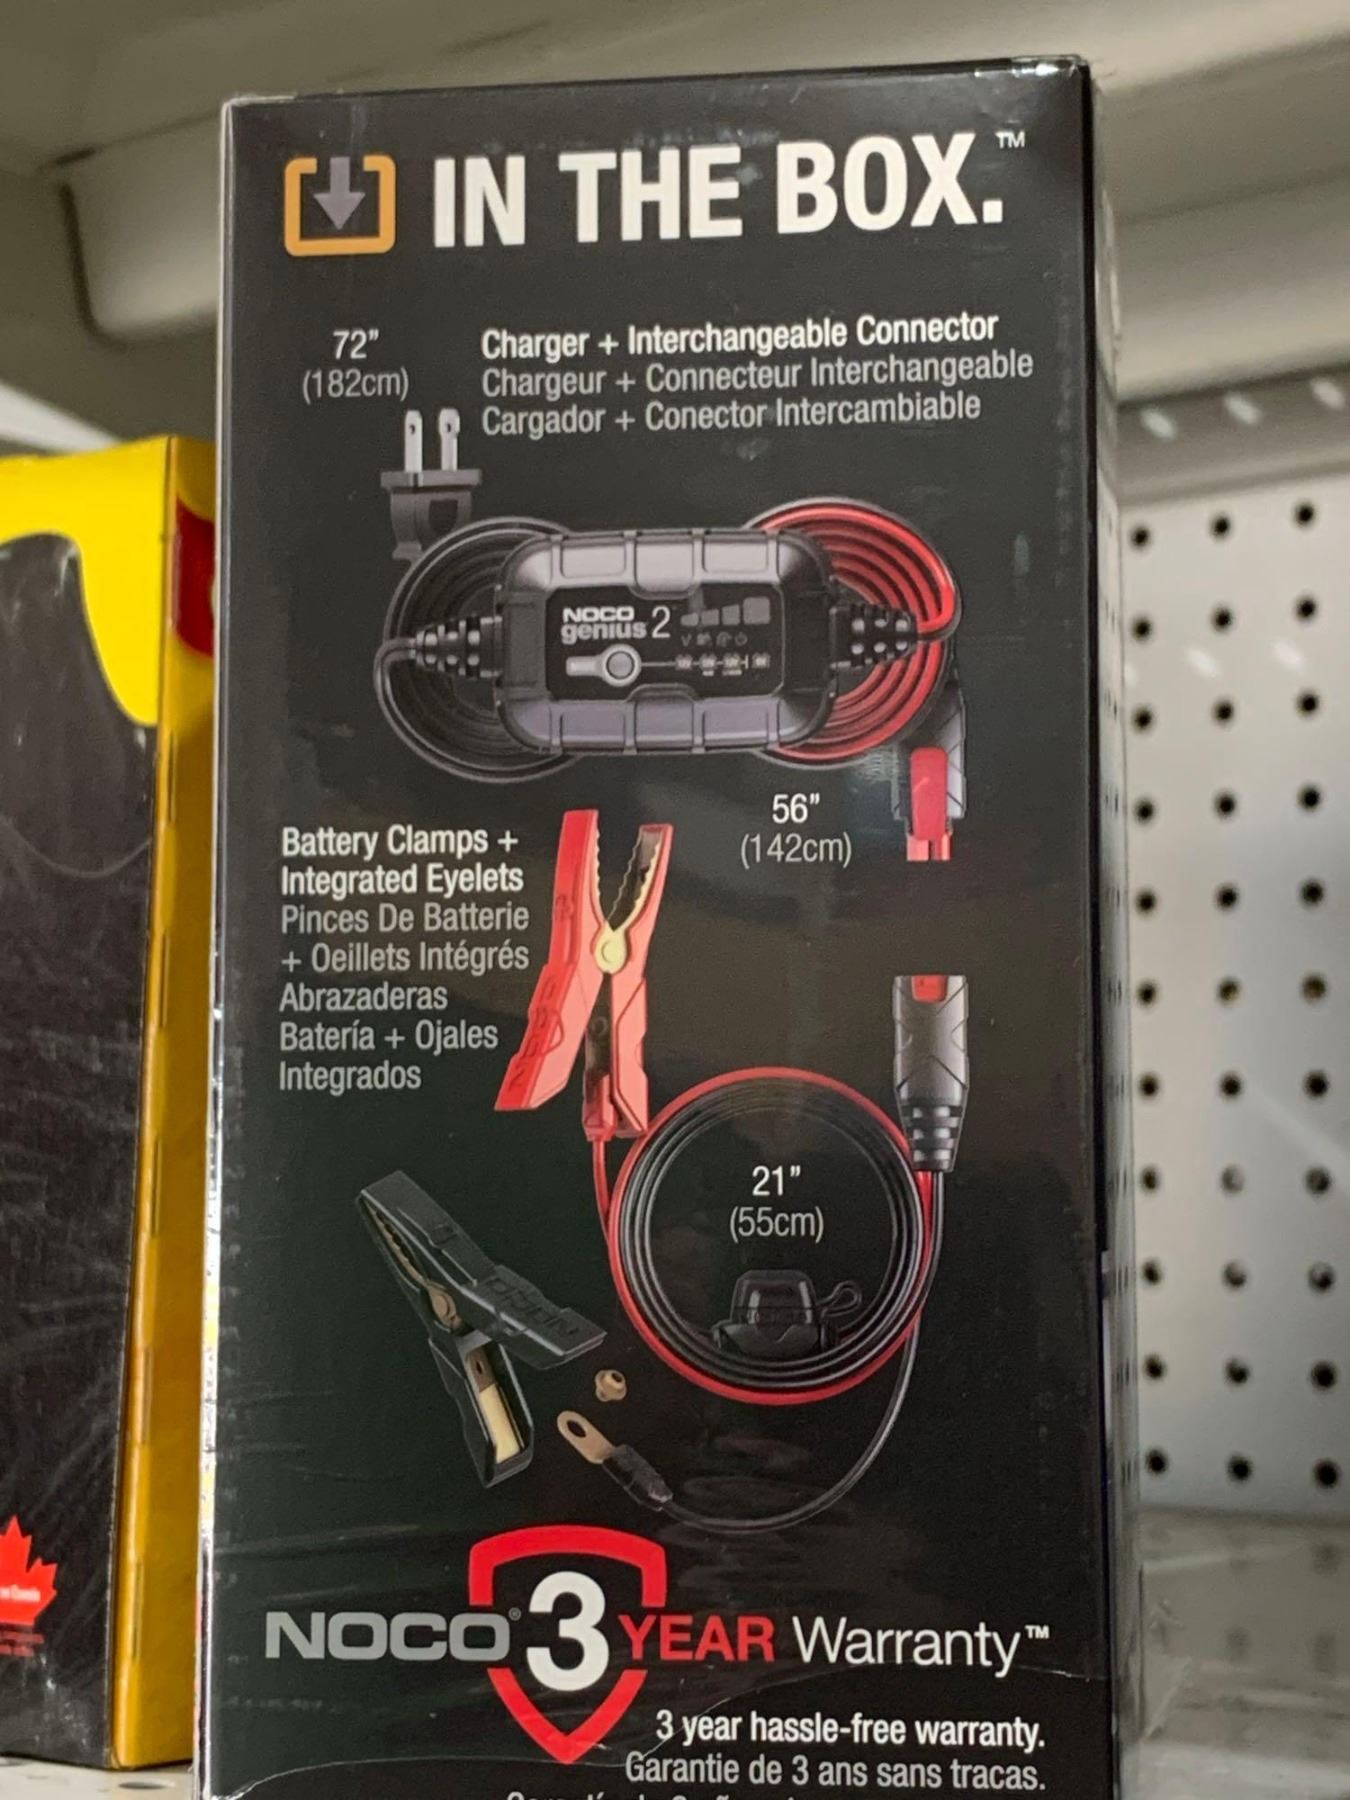 IN THE BOX.™
72”
(182cm)
Charger + Interchangeable Connector
Chargeur + Connecteur Interchangeable
Cargador + Conector Intercambiable
NOCO
genius 2
56”
(142cm)
Battery Clamps +
Integrated Eyelets
Pinces De Batterie
+ Oeillets Intégrés
Abrazaderas
Batería + Ojales
Integrados
NOCO
21”
(55cm)
NOCO
NOCO® 3 YEAR Warranty™
3 year hassle-free warranty.
Garantie de 3 ans sans tracas.